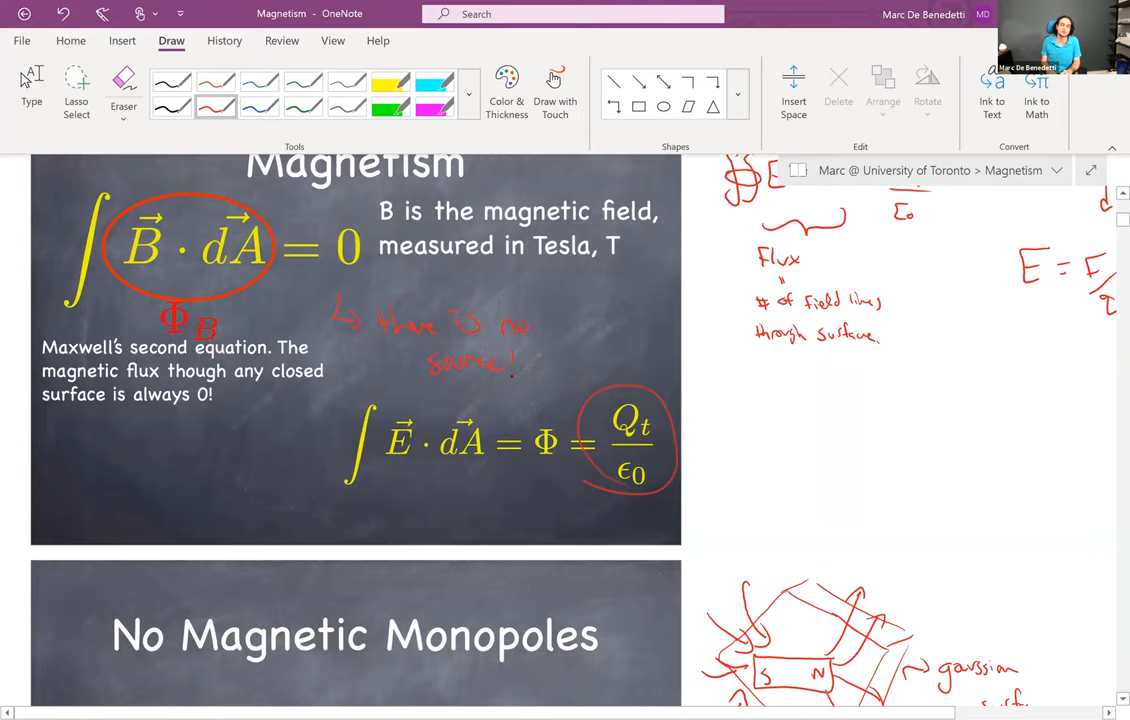 Magnetism - OneNote
Search
Marc De Benedetti
MD
File
Home
Insert
Draw
History
Review
View
Help
Marc De Benedetti
Type
Lasso
Select
Eraser
Color &
Thickness
Draw with
Touch
Insert
Space
Delete
Arrange
Rotate
Ink to
Text
Ink to
Math
Tools
Shapes
Edit
Convert
Marc @ University of Toronto > Magnetism
Magnetism
∫ B⃗ · dA⃗ = 0
Φ_B
B is the magnetic field,
measured in Tesla, T
↳ there is no
source!
Maxwell's second equation. The
magnetic flux though any closed
surface is always 0!
∫ E⃗ · dA⃗ = Φ = Q_t/ϵ_0
ε_0
flux
"
# of field lines
through surface.
E = F/q
No Magnetic Monopoles
S N
gaussian